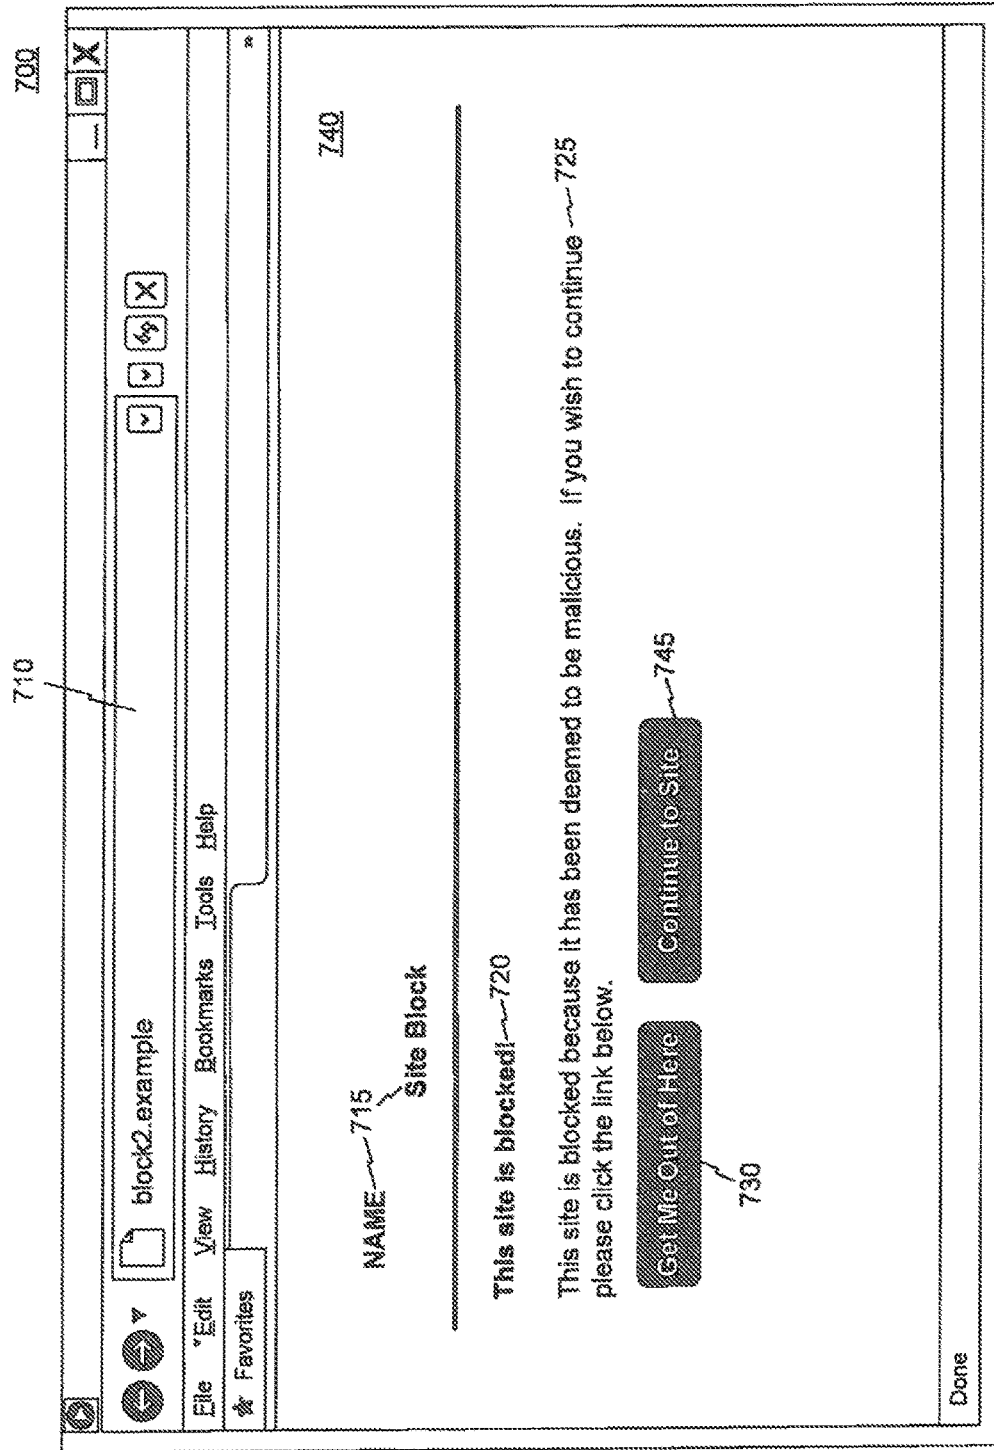 700
710
block2.example
File *Edit View History Bookmarks Tools Help
Favorites »
740
NAME 715
Site Block
This site is blocked! 720
This site is blocked because it has been deemed to be malicious. If you wish to continue 725
please click the link below.
Get Me Out of Here Continue to Site 745
730
Done